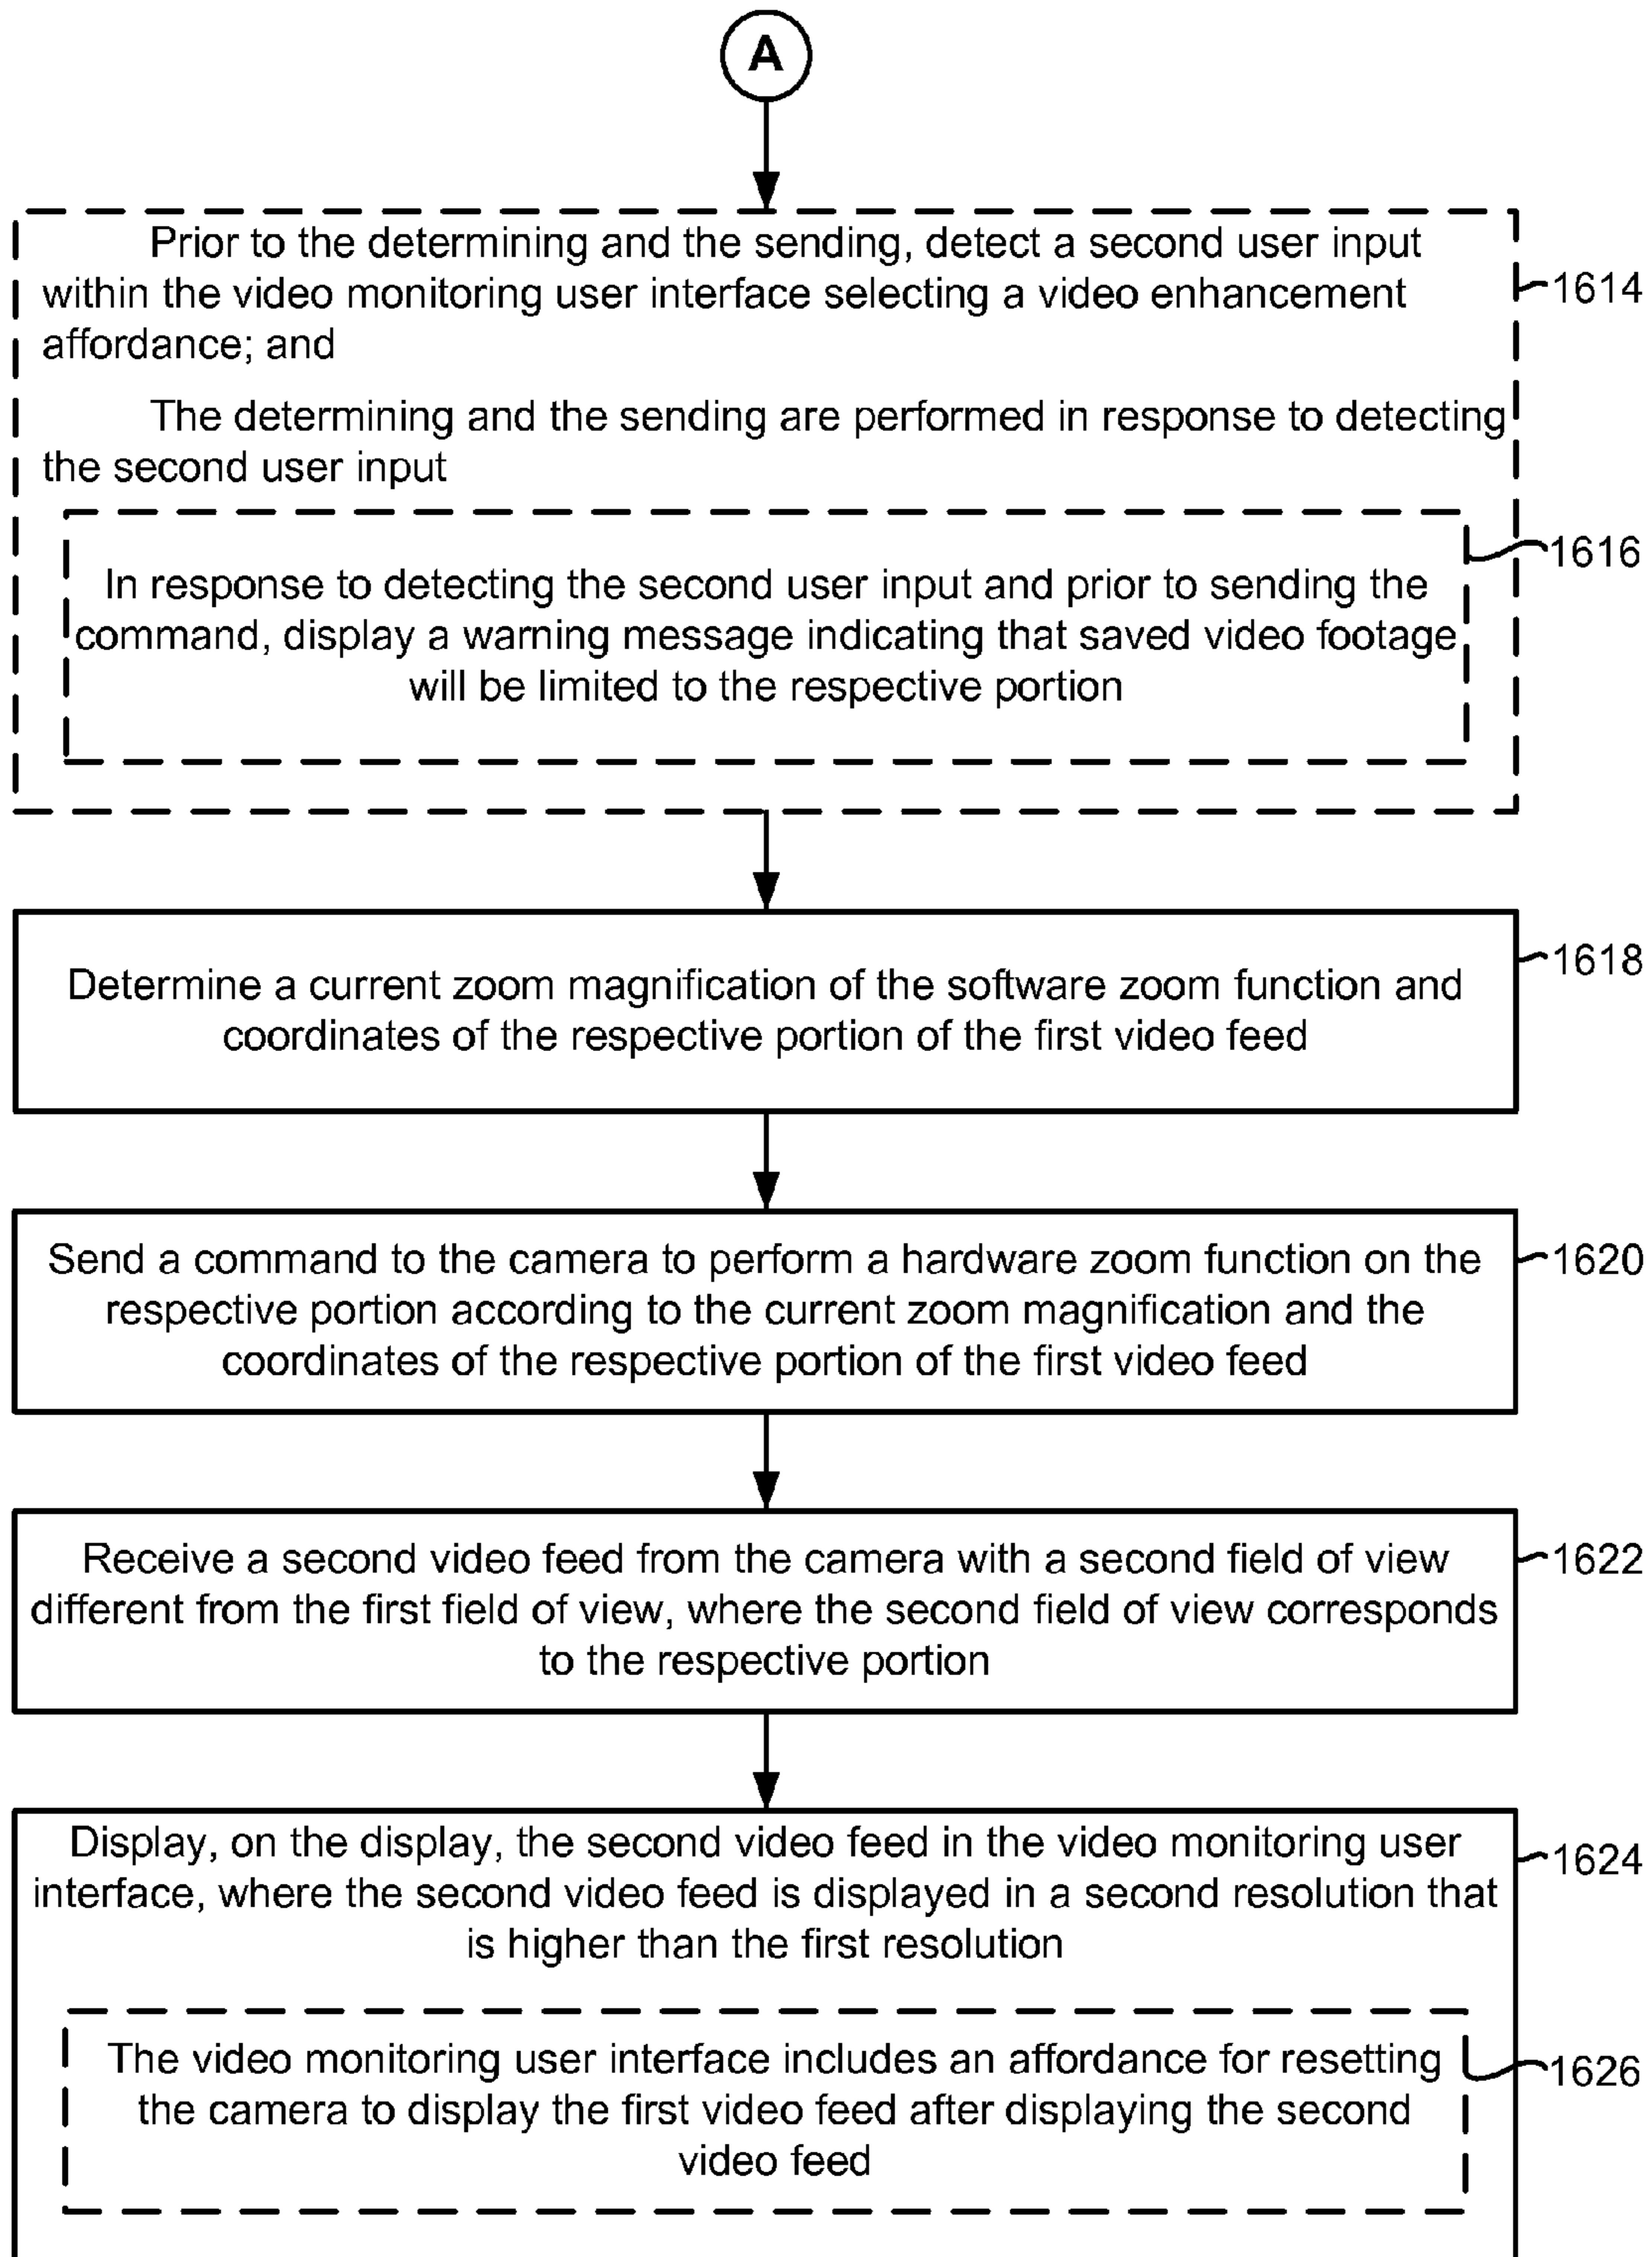 A
Prior to the determining and the sending, detect a second user input
within the video monitoring user interface selecting a video enhancement
affordance; and
1614
The determining and the sending are performed in response to detecting
the second user input
1616
In response to detecting the second user input and prior to sending the
command, display a warning message indicating that saved video footage
will be limited to the respective portion
1618
Determine a current zoom magnification of the software zoom function and
coordinates of the respective portion of the first video feed
1620
Send a command to the camera to perform a hardware zoom function on the
respective portion according to the current zoom magnification and the
coordinates of the respective portion of the first video feed
1622
Receive a second video feed from the camera with a second field of view
different from the first field of view, where the second field of view corresponds
to the respective portion
1624
Display, on the display, the second video feed in the video monitoring user
interface, where the second video feed is displayed in a second resolution that
is higher than the first resolution
1626
The video monitoring user interface includes an affordance for resetting
the camera to display the first video feed after displaying the second
video feed